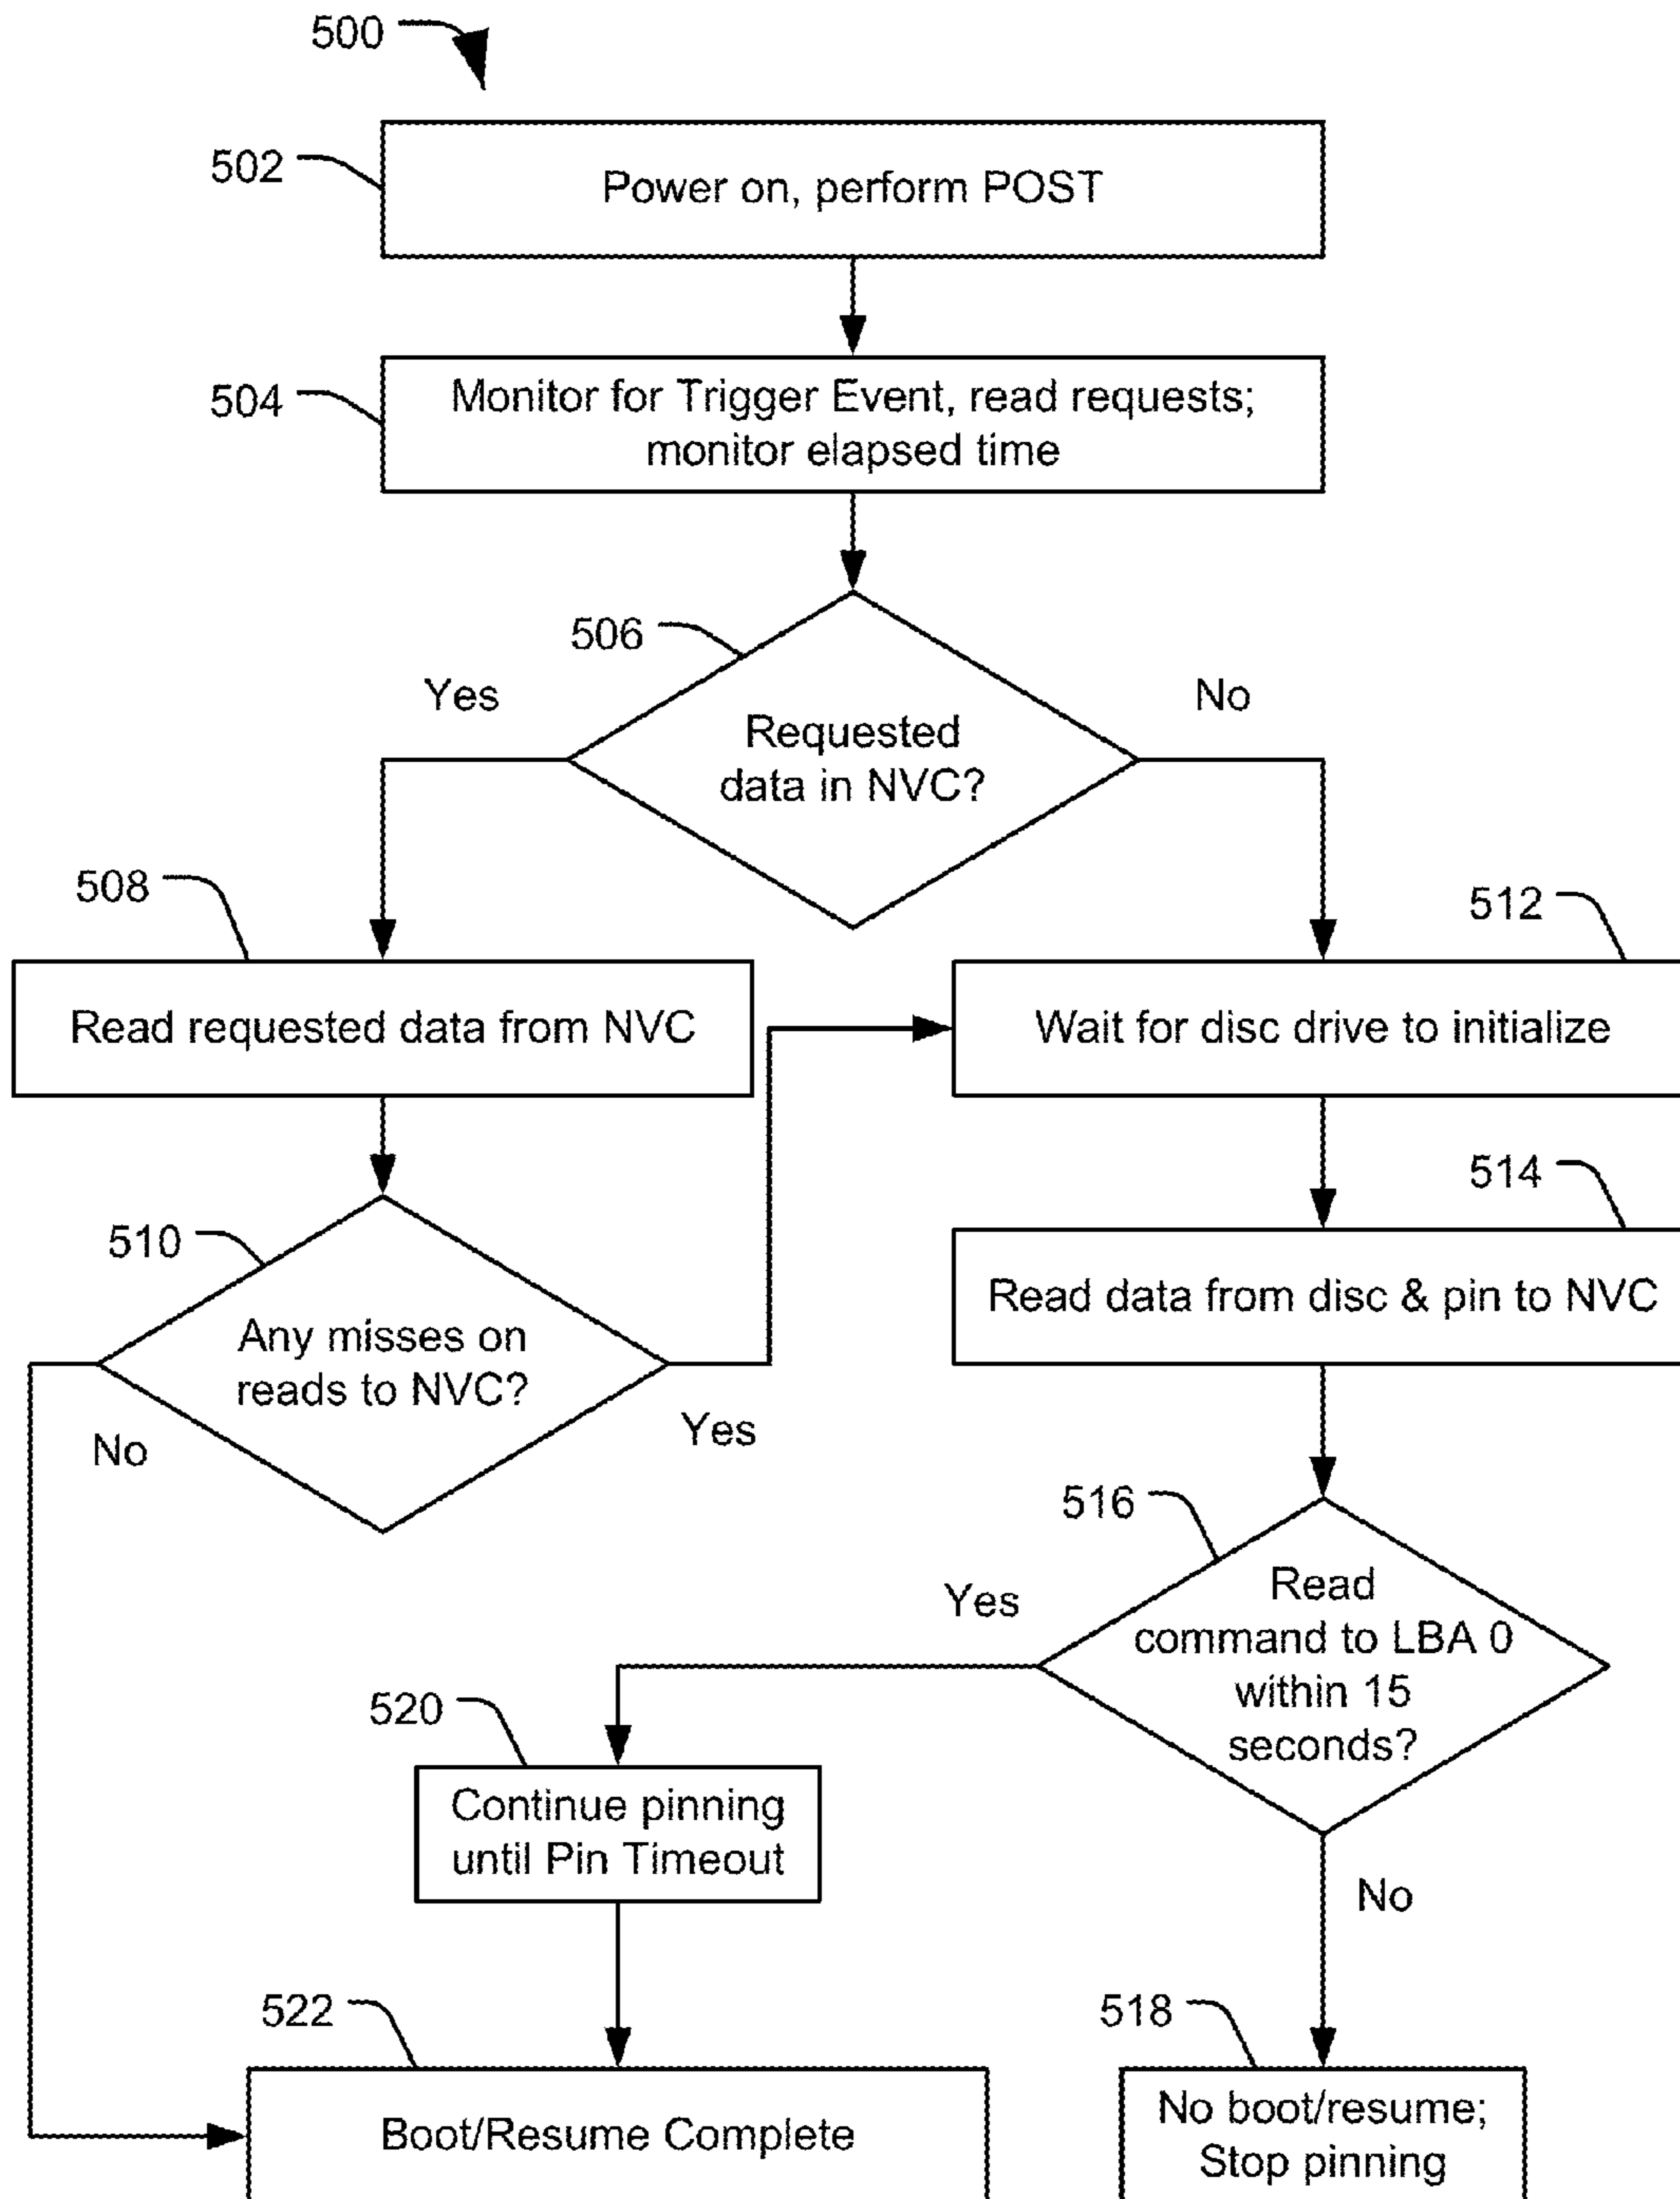 500
502
Power on, perform POST
504
Monitor for Trigger Event, read requests;
monitor elapsed time
506
Yes
No
Requested
data in NVC?
508
512
Read requested data from NVC
Wait for disc drive to initialize
514
510
Read data from disc & pin to NVC
Any misses on
reads to NVC?
No
Yes
516
Yes
Read
command to LBA 0
within 15
seconds?
520
Continue pinning
until Pin Timeout
No
522
518
Boot/Resume Complete
No boot/resume;
Stop pinning